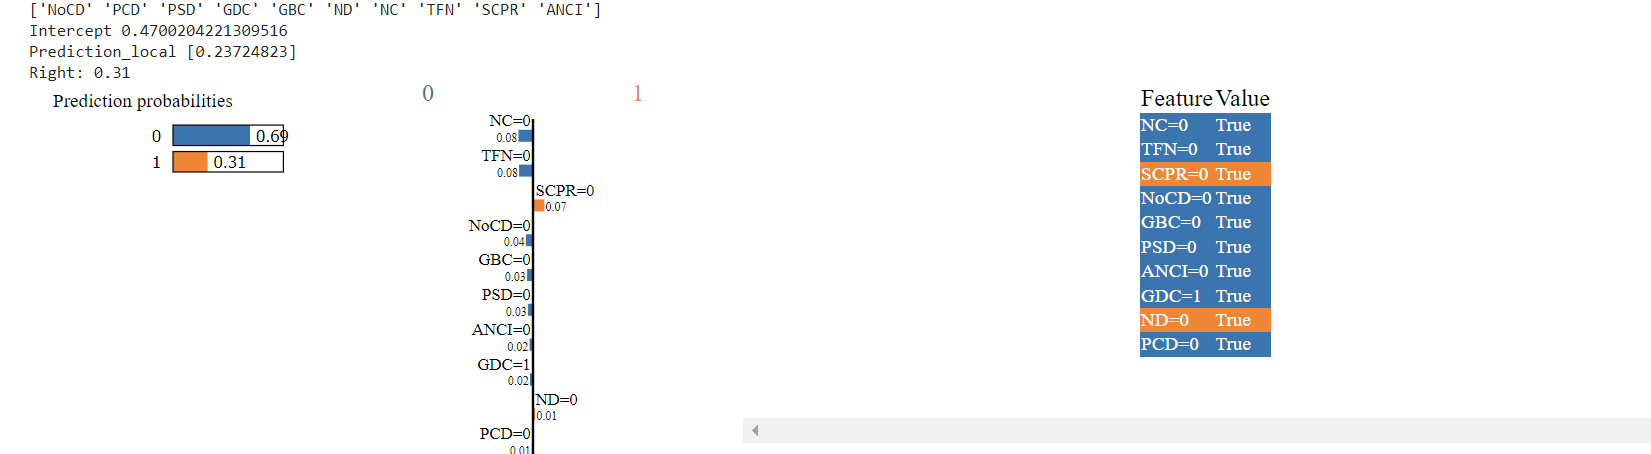 ['NoCD' 'PCD' 'PSD' 'GDC' 'GBC' 'ND' 'NC' 'TFN' 'SCPR' 'ANCI']
Intercept 0.4700204221309516
Prediction_local [0.23724823]
Right: 0.31
Prediction probabilities
0 0.69
1 0.31
0 1
NC=0
0.08
TFN=0
0.08
SCPR=0
0.07
NoCD=0
0.04
GBC=0
0.03
PSD=0
0.03
ANCI=0
0.02
GDC=1
0.02
ND=0
0.01
PCD=0
0.01
Feature Value
NC=0 True
TFN=0 True
SCPR=0 True
NoCD=0 True
GBC=0 True
PSD=0 True
ANCI=0 True
GDC=1 True
ND=0 True
PCD=0 True